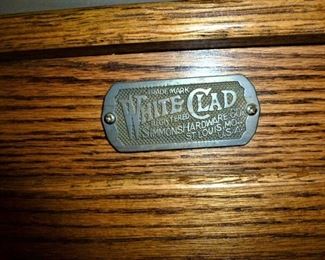 TRADE MARK
WHITE CLAD
REGISTERED
SIMMONS HARDWARE CO.
ST. LOUIS, MO.
U.S.A.